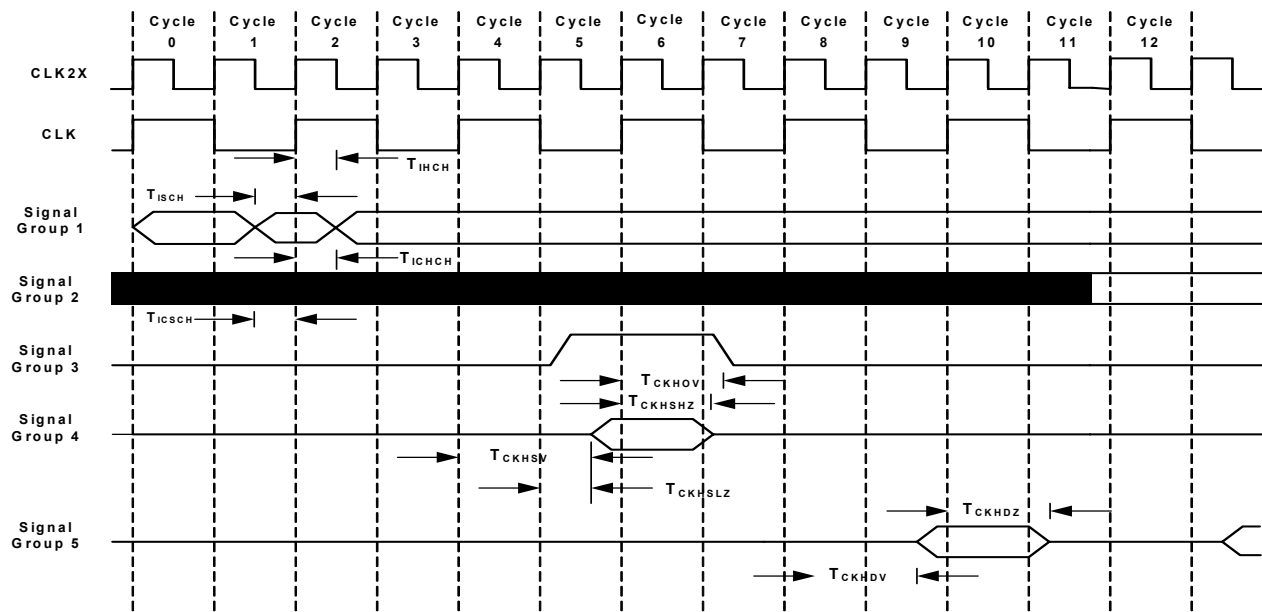 Cycle 0 Cycle 1 Cycle 2 Cycle 3 Cycle 4 Cycle 5 Cycle 6 Cycle 7 Cycle 8 Cycle 9 Cycle 10 Cycle 11 Cycle 12
CLK2X
CLK
TIHCH
TISCH
Signal
Group 1
TICHCH
Signal
Group 2
TICSCH
Signal
Group 3
TCKHOV
TCKHSHZ
Signal
Group 4
TCKHSV
TCKHSLZ
TCKHDZ
Signal
Group 5
TCKHDV